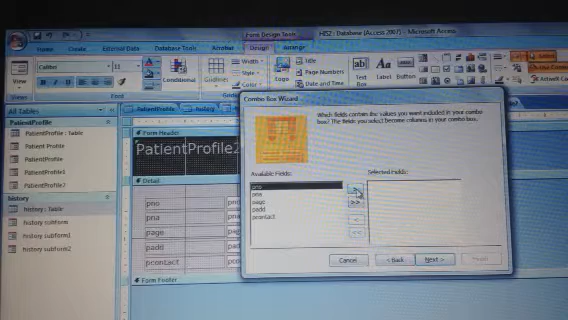 Form Design Tools
HIS2 : Database (Access 2007) - Microsoft Access
Home
Create
External Data
Database Tools
Acrobat
Design
Arrange
View
Calibri
11
Conditional
Gridlines
Width
Style
Color
Logo
Title
Page Numbers
Date and Time
Text Box
Label
Button
All Tables
PatientProfile
PatientProfile : Table
Patient Profile
PatientProfile
PatientProfile1
PatientProfile2
history
history : Table
history subform
history subform1
history subform2
PatientProfile
Form Header
PatientProfile2
Detail
pno
pna
page
padd
pcontact
Form Footer
Combo Box Wizard
Which fields contain the values you want included in your combo
box? The fields you select become columns in your combo box.
Available Fields:
Selected Fields:
pno
pna
page
padd
pcontact
>
>>
<
<<
Cancel
< Back
Next >